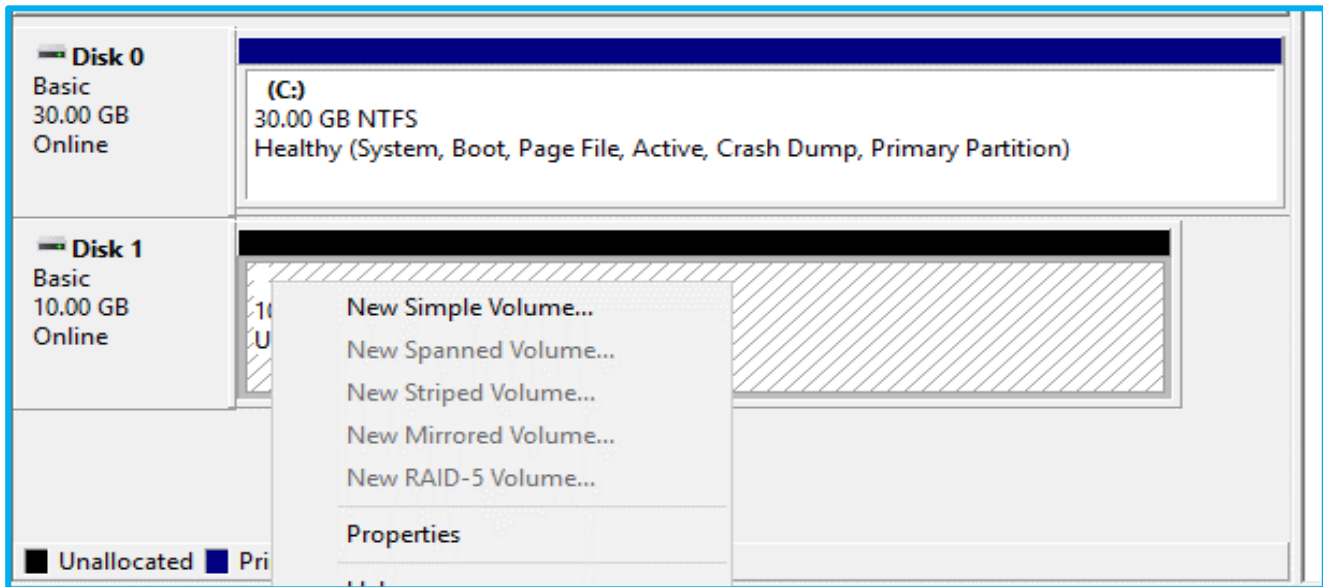 Disk 0
Basic
30.00 GB
Online
(C:)
30.00 GB NTFS
Healthy (System, Boot, Page File, Active, Crash Dump, Primary Partition)
Disk 1
Basic
10.00 GB
Online
New Simple Volume...
New Spanned Volume...
New Striped Volume...
New Mirrored Volume...
New RAID-5 Volume...
Properties
Unallocated